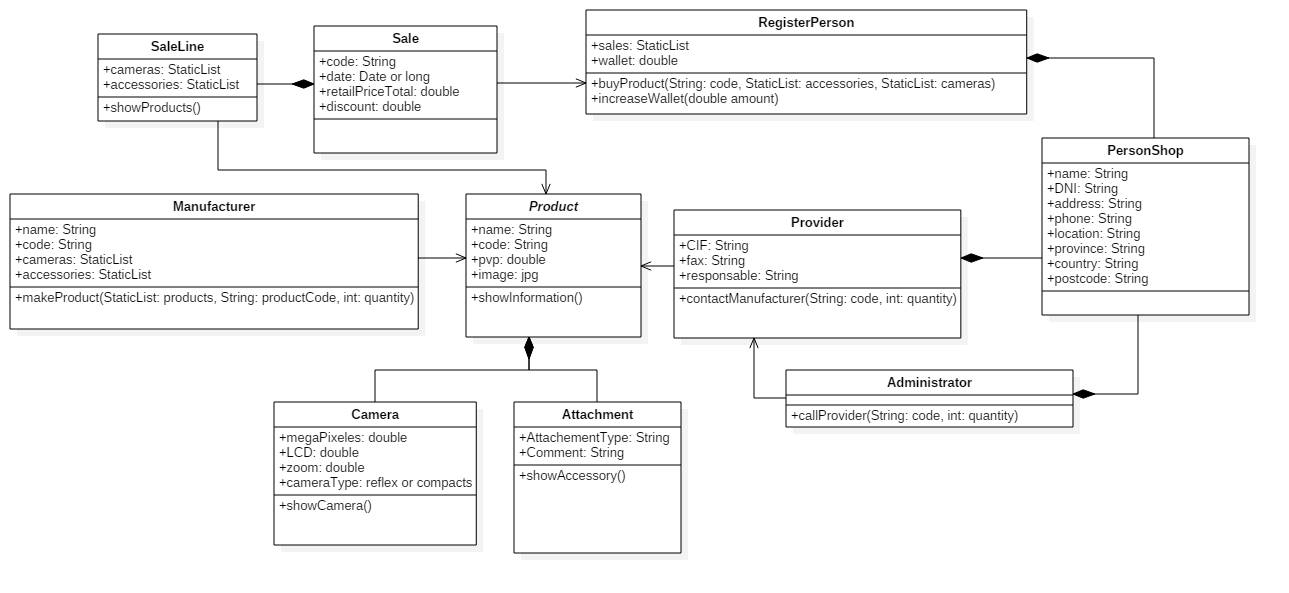 SaleLine
+cameras: StaticList
+accessories: StaticList
+showProducts()
Sale
+code: String
+date: Date or long
+retailPriceTotal: double
+discount: double
RegisterPerson
+sales: StaticList
+wallet: double
+buyProduct(String: code, StaticList: accessories, StaticList: cameras)
+increaseWallet(double amount)
PersonShop
+name: String
+DNI: String
+address: String
+phone: String
+location: String
+province: String
+country: String
+postcode: String
Manufacturer
+name: String
+code: String
+cameras: StaticList
+accessories: StaticList
+makeProduct(StaticList: products, String: productCode, int: quantity)
Product
+name: String
+code: String
+pvp: double
+image: jpg
+showInformation()
Provider
+CIF: String
+fax: String
+responsable: String
+contactManufacturer(String: code, int: quantity)
Administrator
+callProvider(String: code, int: quantity)
Camera
+megaPixeles: double
+LCD: double
+zoom: double
+cameraType: reflex or compacts
+showCamera()
Attachment
+AttachementType: String
+Comment: String
+showAccessory()